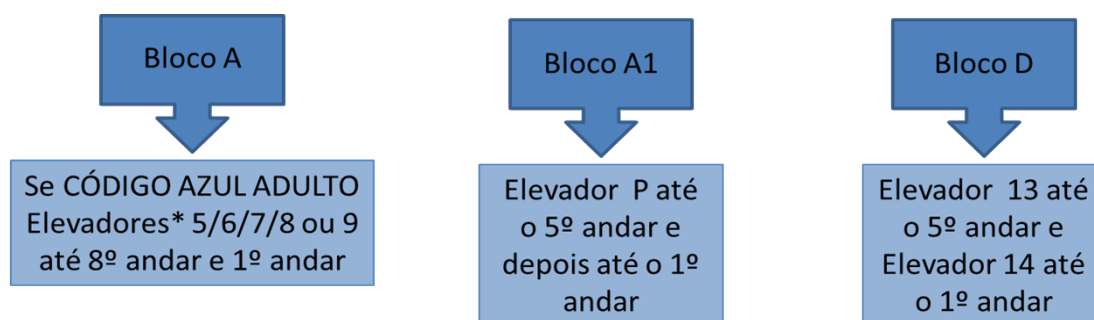 Bloco A
Se CÓDIGO AZUL ADULTO
Elevadores* 5/6/7/8 ou 9
até 8º andar e 1º andar
Bloco A1
Elevador P até
o 5º andar e
depois até o 1º
andar
Bloco D
Elevador 13 até
o 5º andar e
Elevador 14 até
o 1º andar